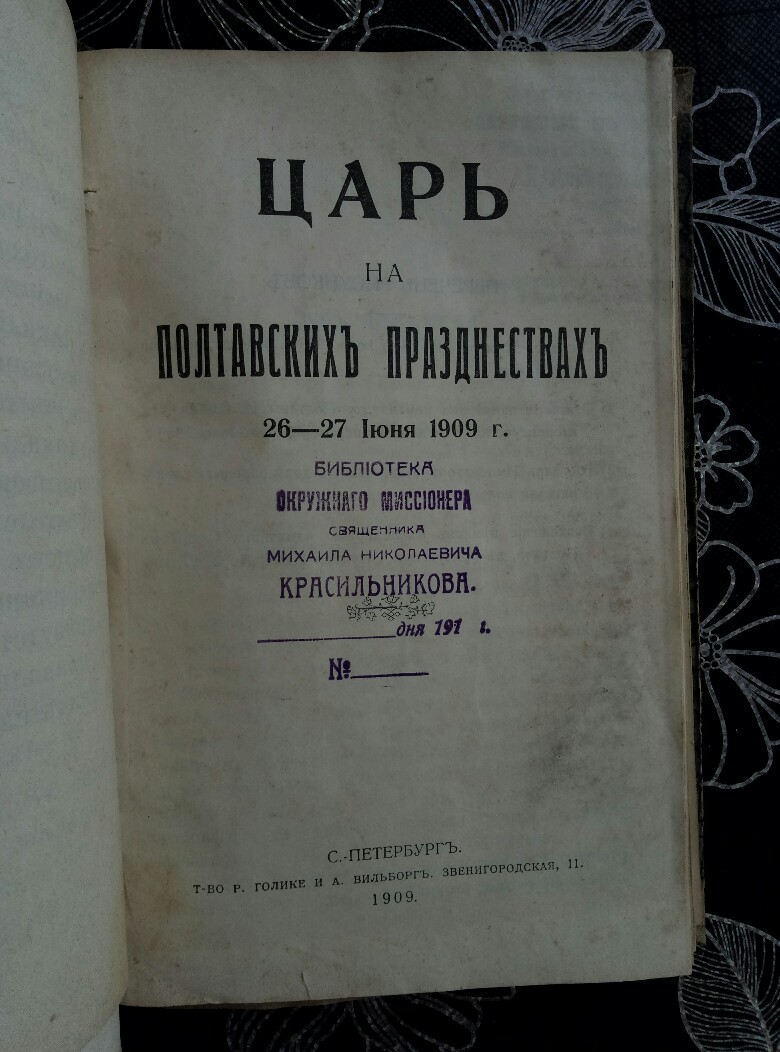 ЦАРЬ
НА
ПОЛТАВСКИХЪ ПРАЗДНЕСТВАХЪ
26—27 Іюня 1909 г.
БИБЛІОТЕКА
ОКРУЖНАГО МИССІОНЕРА
СВЯЩЕННИКА
МИХАИЛА НИКОЛАЕВИЧА
КРАСИЛЬНИКОВА.
дня 191 г.
№
С.-ПЕТЕРБУРГЪ.
Т-ВО Р. ГОЛИКЕ И А. ВИЛЬБОРГЪ. ЗВЕНИГОРОДСКАЯ, 11.
1909.